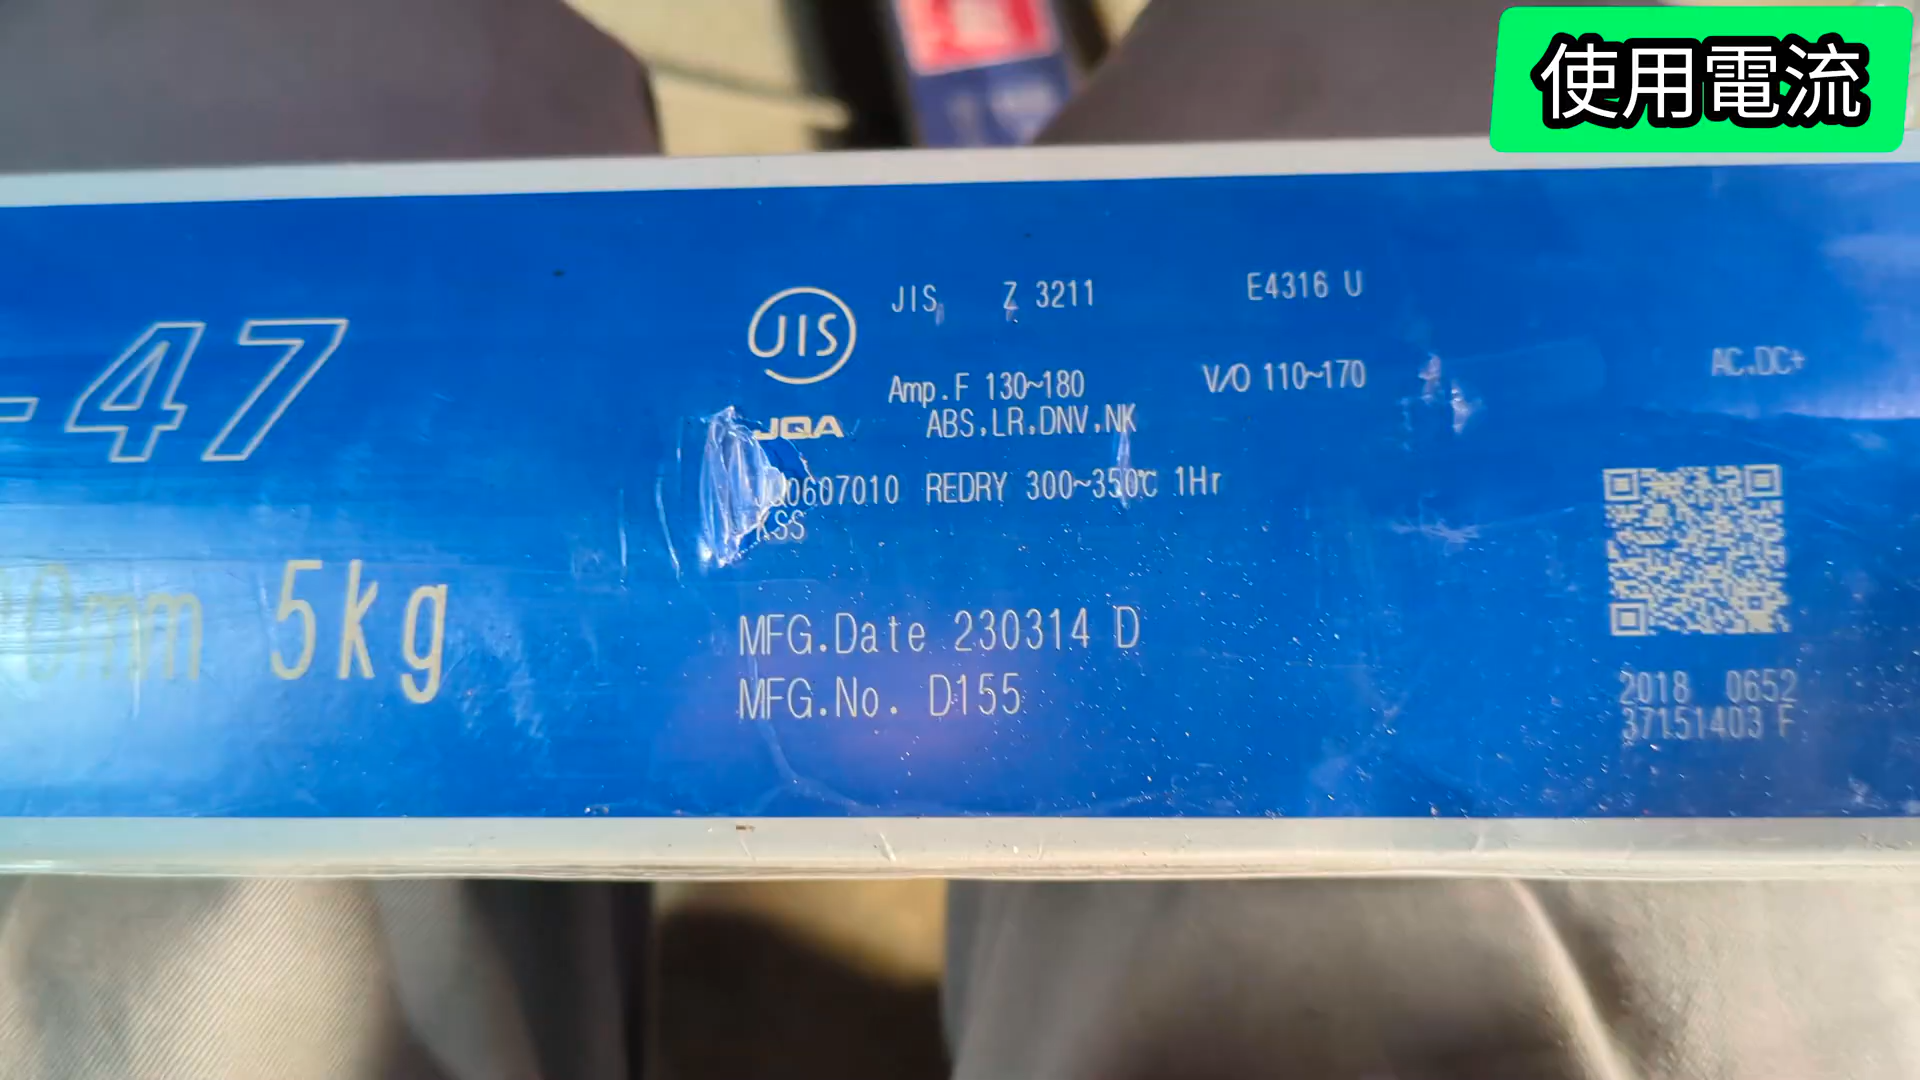 使用電流
-47
5kg
JIS
JIS Z 3211 E4316 U
Amp.F 130~180 V/O 110~170 AC.DC+
JQA
ABS,LR,DNV,NK
0607010 REDRY 300~350℃ 1Hr
KSS
MFG.Date 230314 D
MFG.No. D155
2018 0652
37151403 F